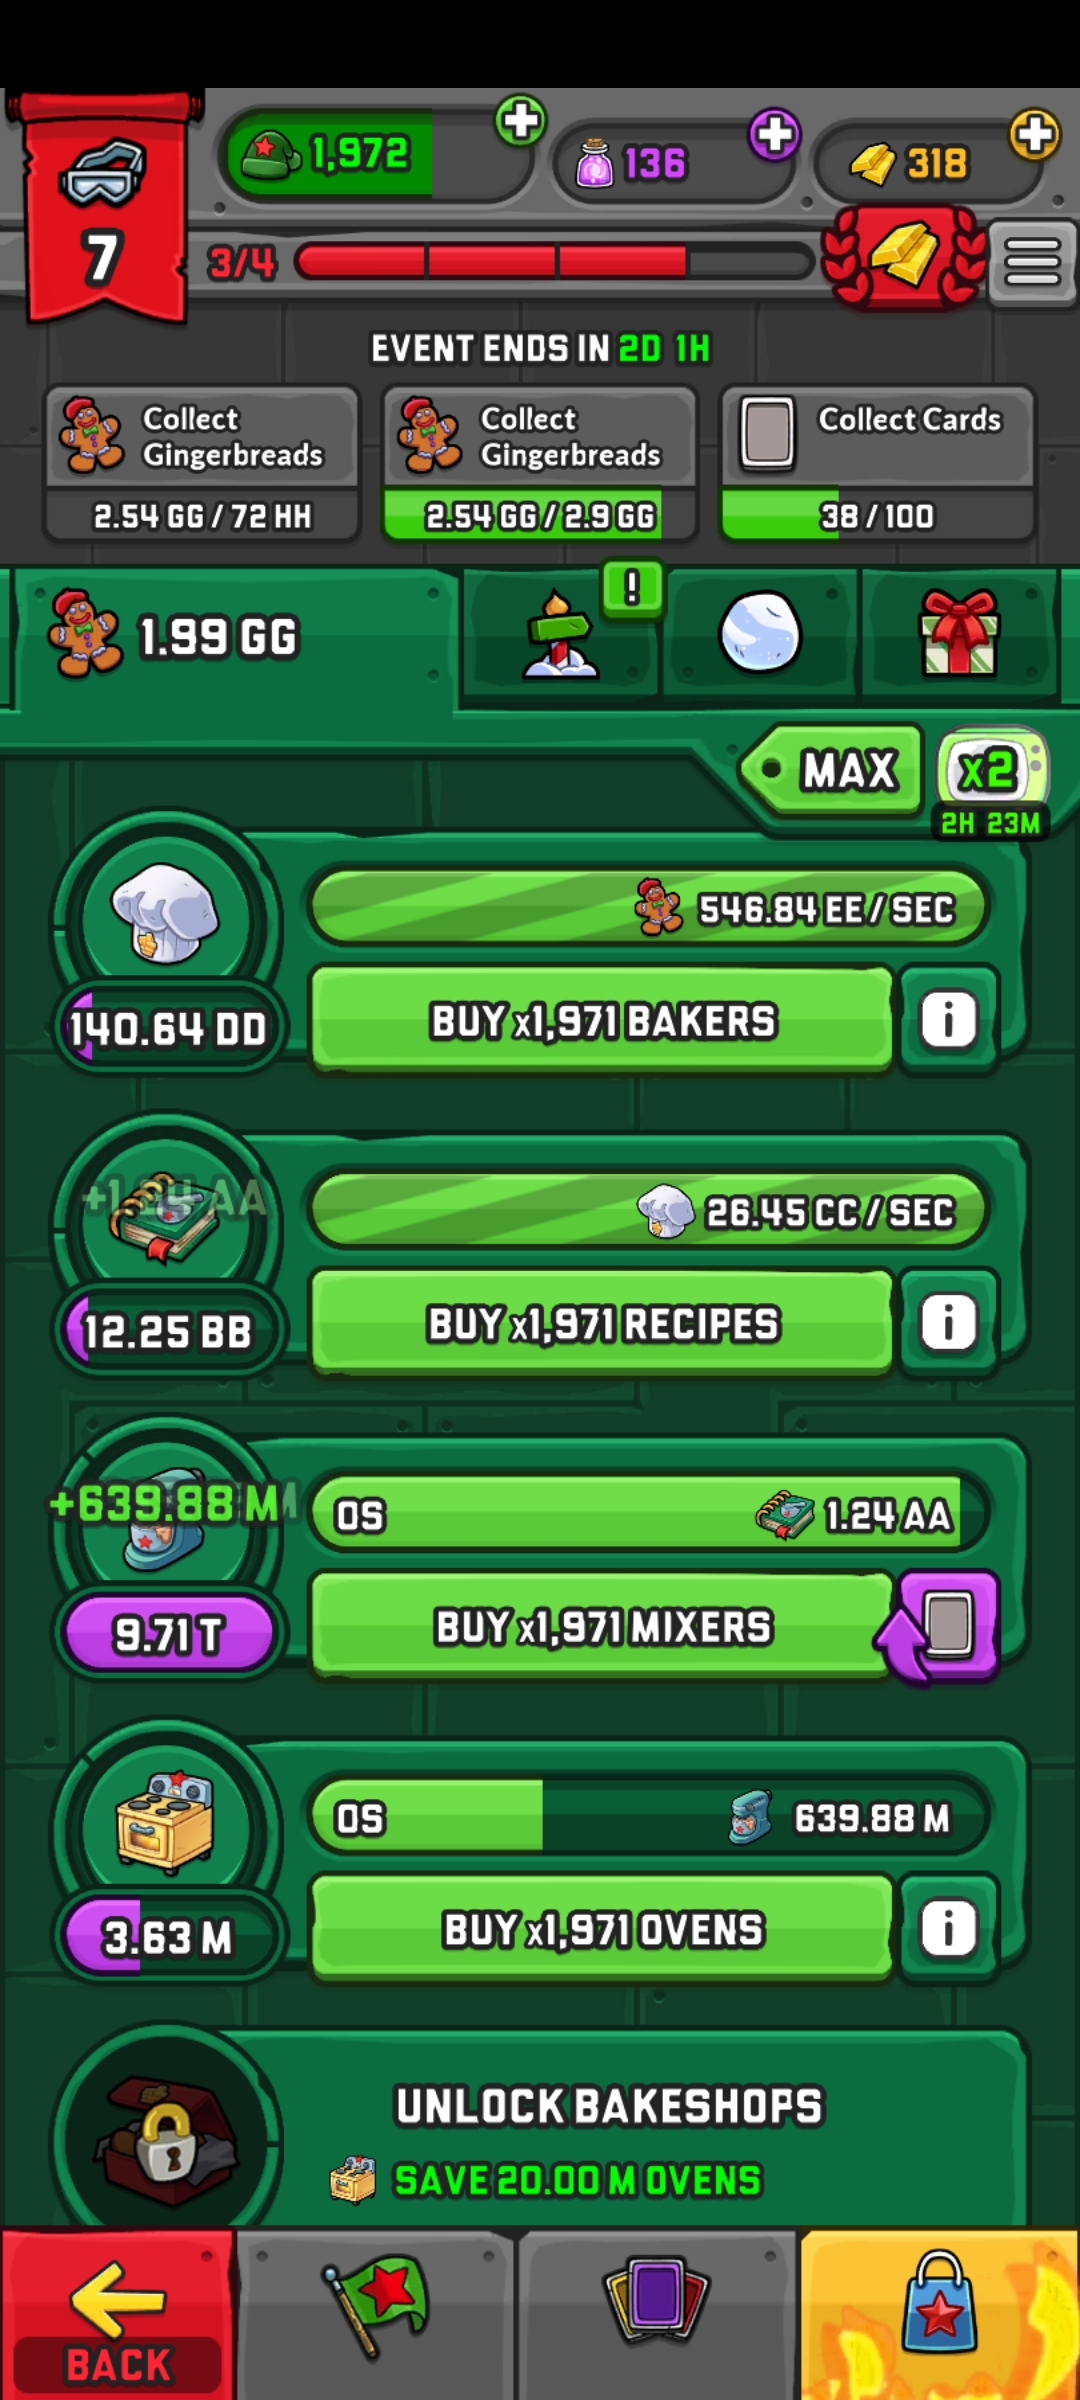 1,972
136
318
7
3/4
EVENT ENDS IN 2D 1H
Collect
Gingerbreads
2.54 GG / 72 HH
Collect
Gingerbreads
2.54 GG / 2.9 GG
Collect Cards
38 / 100
1.99 GG
!
MAX
x2
2H 23M
546.84 EE / SEC
140.64 DD
BUY x1,971 BAKERS
i
+1.24 AA
26.45 CC / SEC
12.25 BB
BUY x1,971 RECIPES
i
+639.88 M
0S
1.24 AA
9.71 T
BUY x1,971 MIXERS
0S
639.88 M
3.63 M
BUY x1,971 OVENS
i
UNLOCK BAKESHOPS
SAVE 20.00 M OVENS
BACK